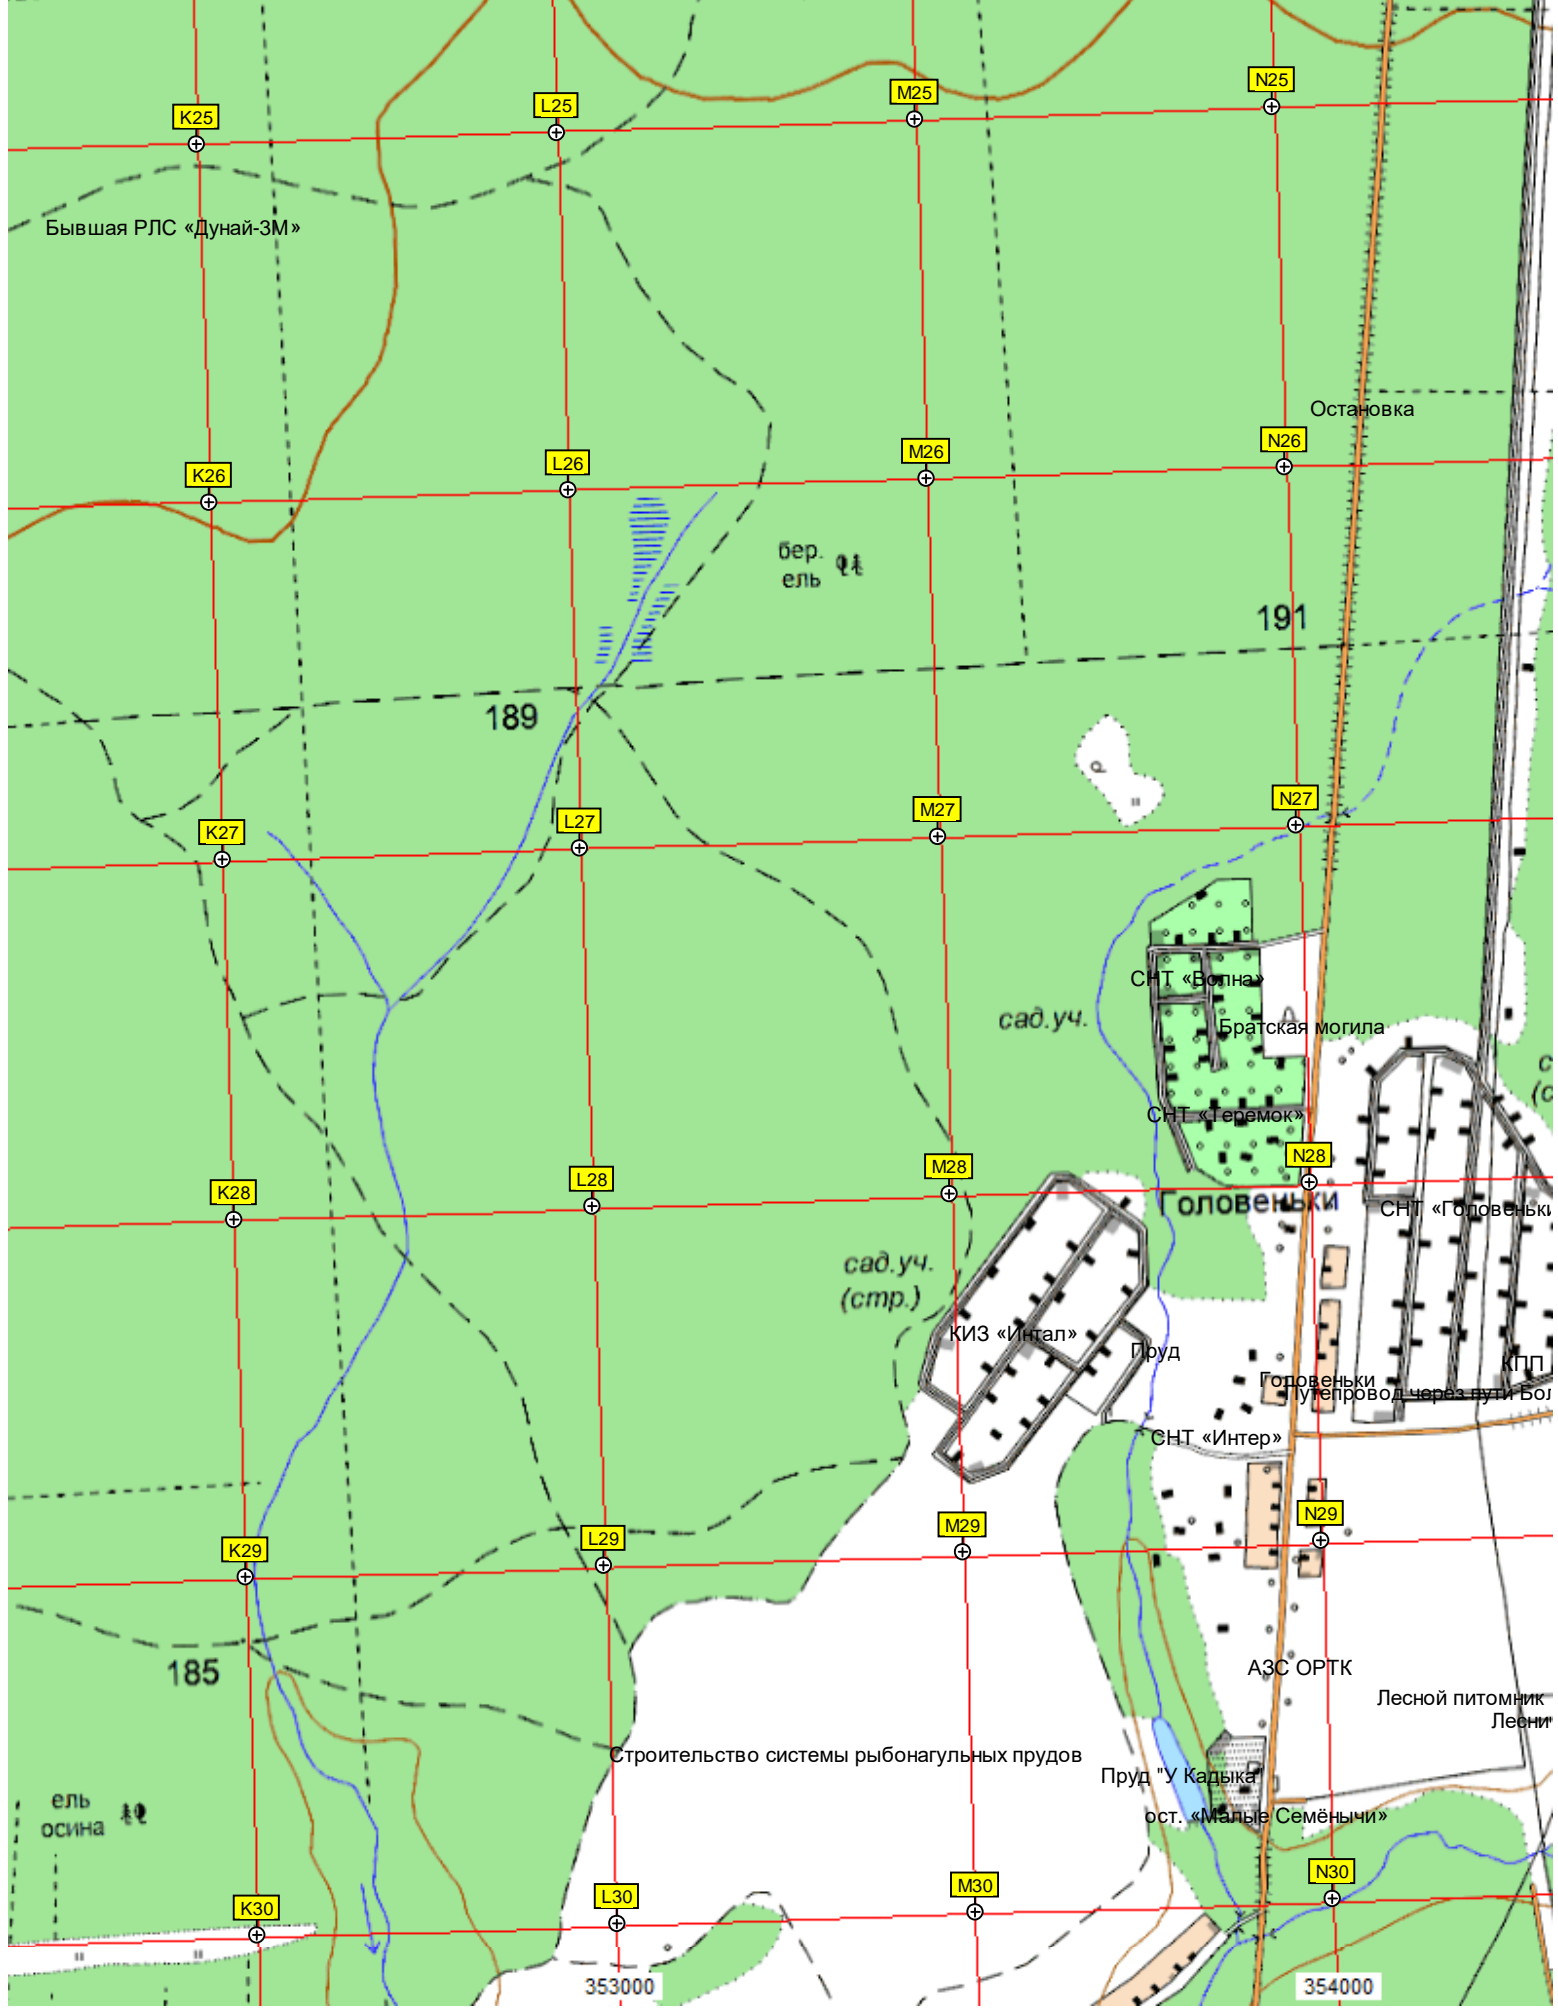 N25
M25
L25
K25
Бывшая РЛС «Дунай-3М»
Остановка
N26
M26
L26
K26
бер.
ель
191
189
N27
M27
L27
K27
СНТ «Волна»
сад.уч.
Братская могила
СНТ «Теремок»
N28
M28
L28
K28
Головеньки
СНТ «Головеньки
сад.уч.
(стр.)
КИЗ «Интал»
Пруд
КПП
Головеньки
Путепровод через пути Бол
СНТ «Интер»
N29
M29
L29
K29
185
АЗС ОРТК
Лесной питомник
Лесни
Строительство системы рыбонагульных прудов
Пруд "У Кадыка"
ель
осина
ост. «Малые Семёнычи»
N30
M30
L30
K30
353000
354000